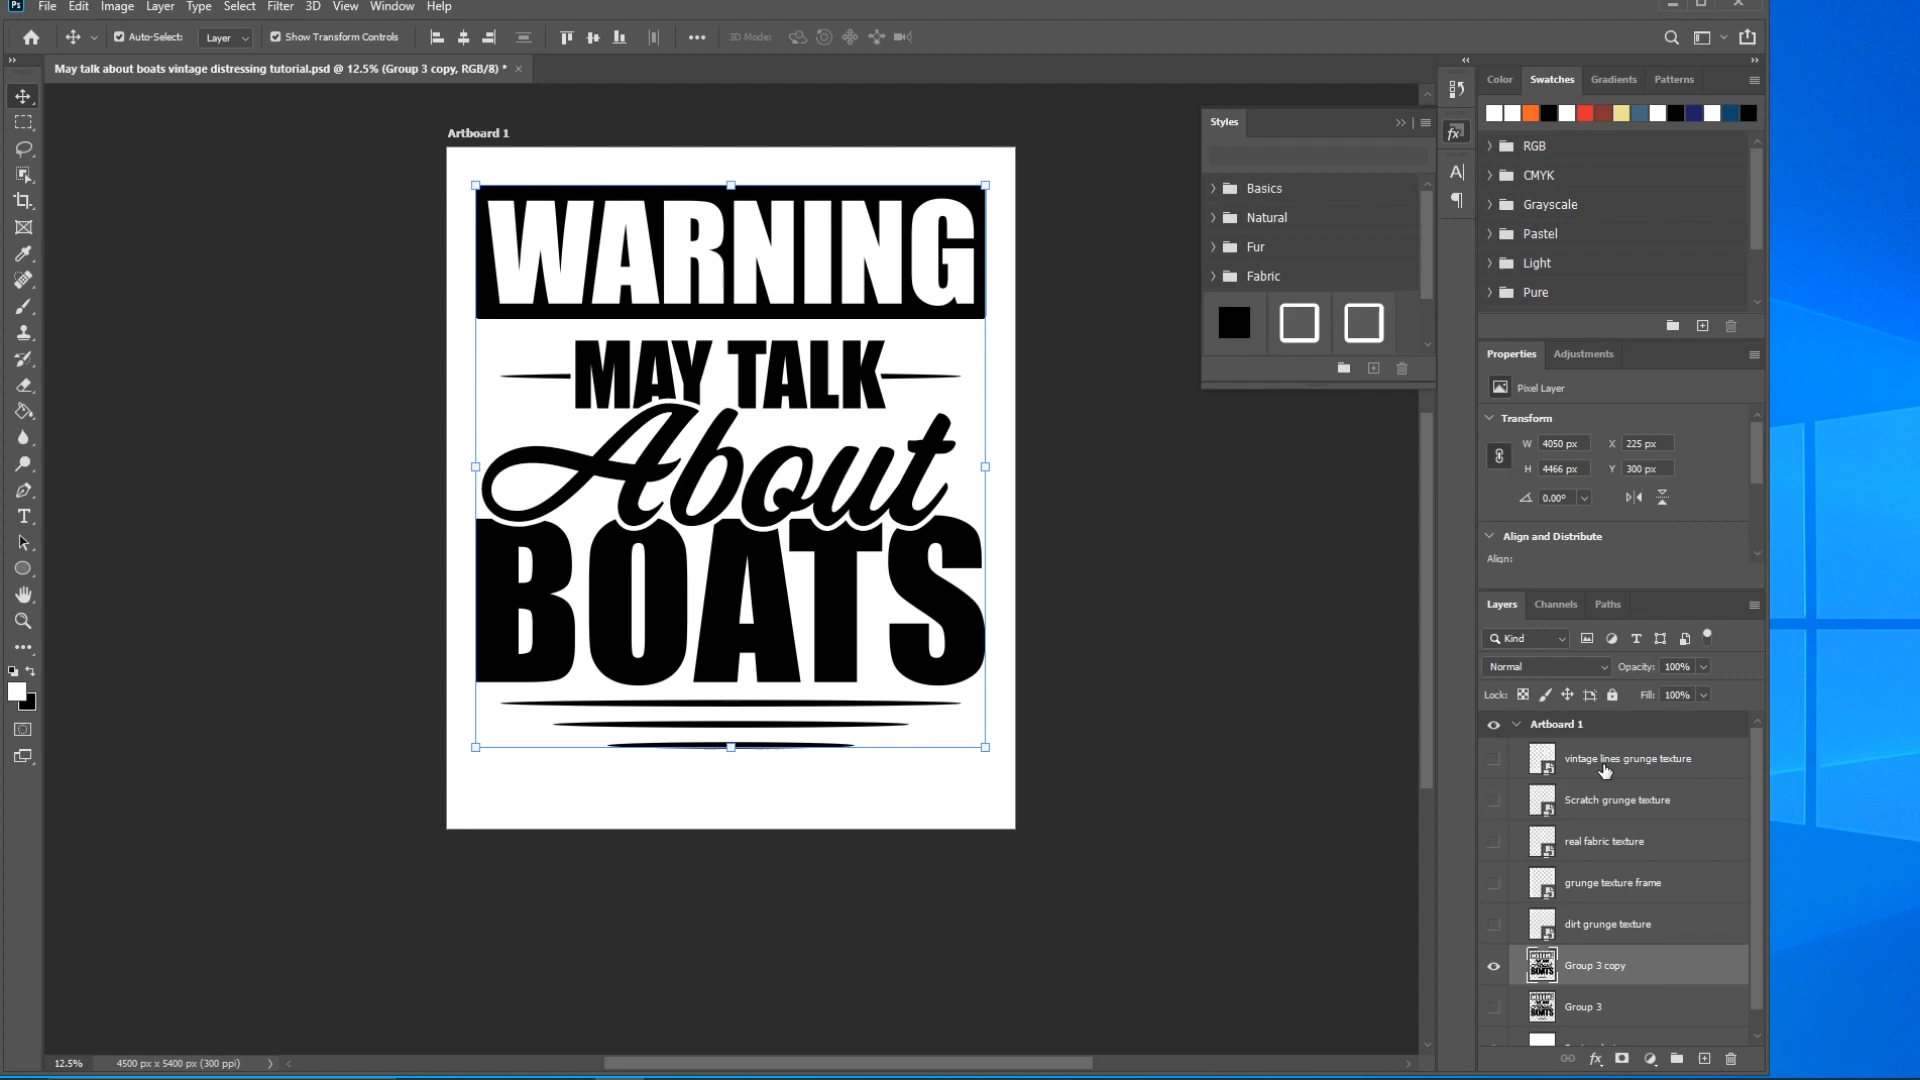 Ps File Edit Image Layer Type Select Filter 3D View Window Help
Auto-Select: Layer Show Transform Controls 3D Mode:
May talk about boats vintage distressing tutorial.psd @ 12.5% (Group 3 copy, RGB/8) *
Artboard 1
WARNING
MAY TALK
About
BOATS
Styles
Basics
Natural
Fur
Fabric
Color Swatches Gradients Patterns
RGB
CMYK
Grayscale
Pastel
Light
Pure
Properties Adjustments
Pixel Layer
Transform
W 4050 px X 225 px
H 4466 px Y 300 px
0.00°
Align and Distribute
Align:
Layers Channels Paths
Kind
Normal Opacity: 100%
Lock: Fill: 100%
Artboard 1
vintage lines grunge texture
Scratch grunge texture
real fabric texture
grunge texture frame
dirt grunge texture
Group 3 copy
Group 3
12.5% 4500 px x 5400 px (300 ppi)